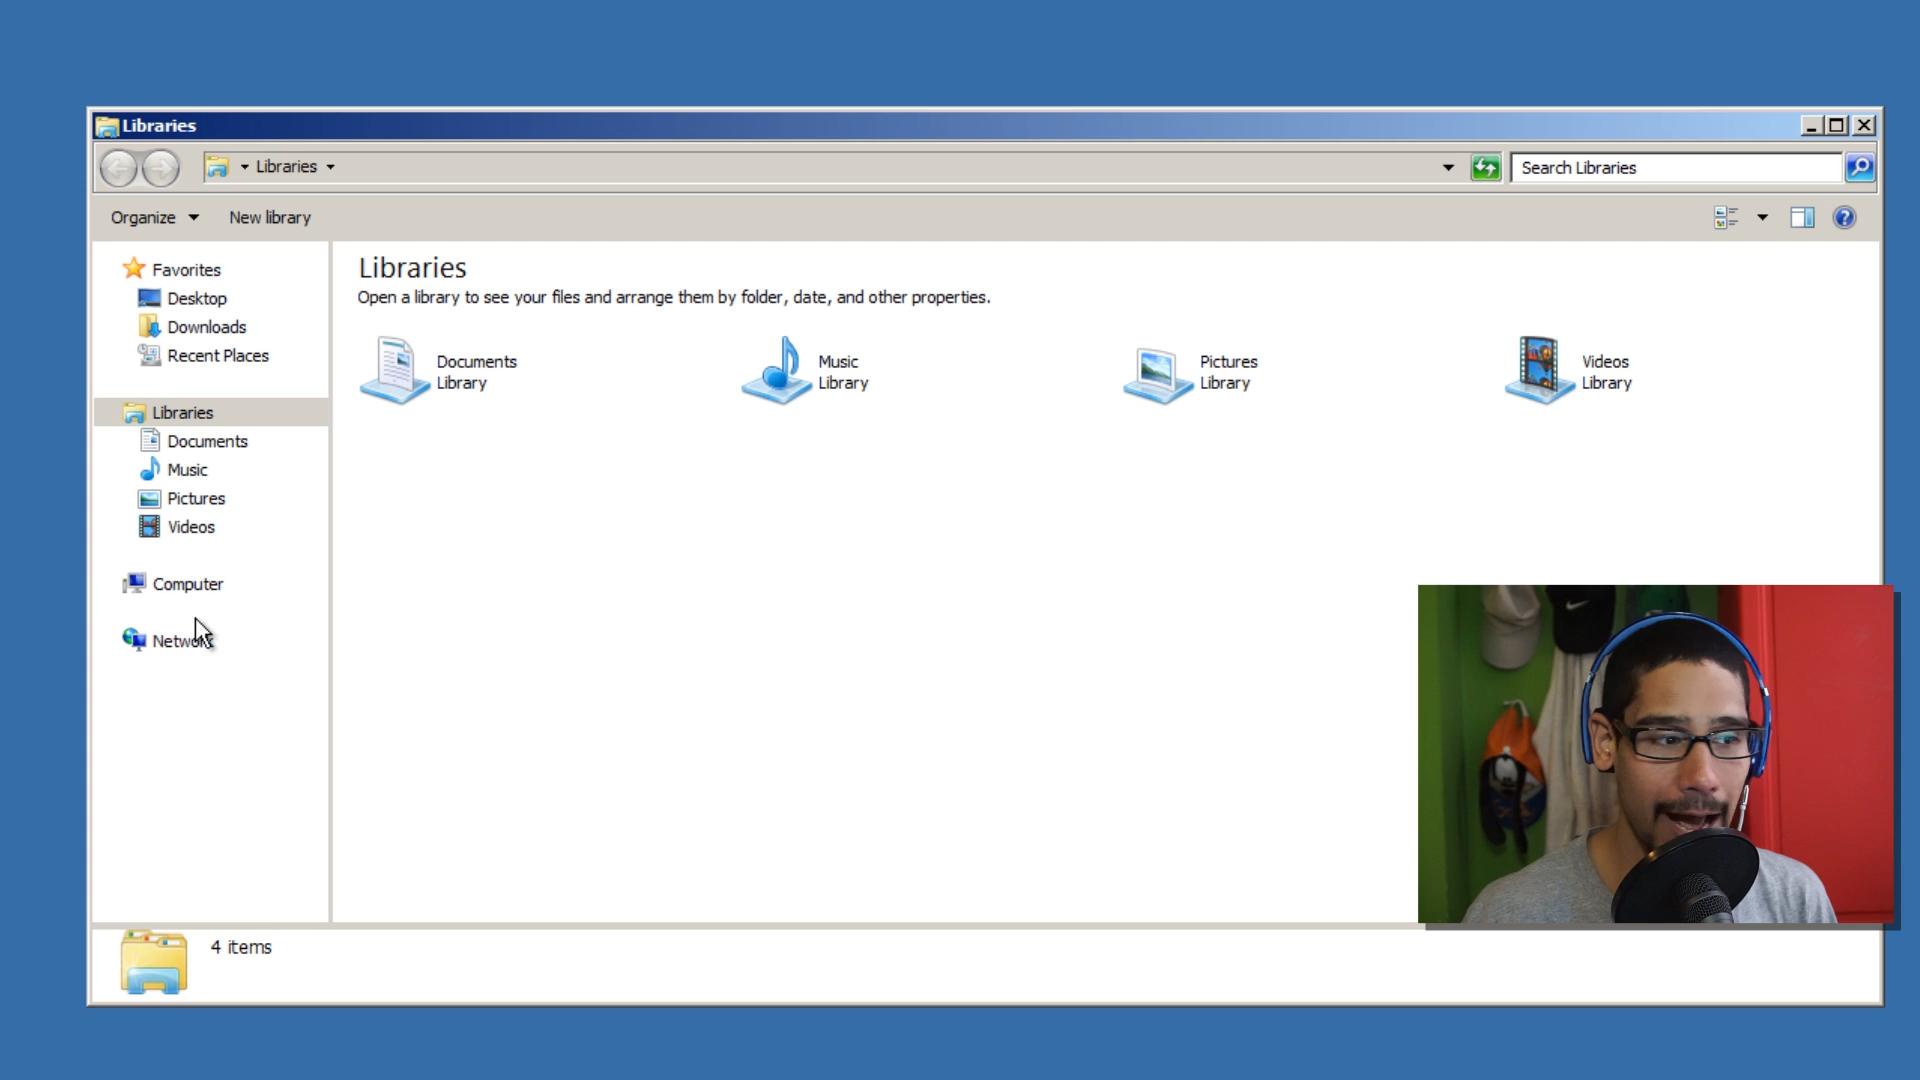 Libraries
Libraries
Search Libraries
Organize
New library
Favorites
Desktop
Downloads
Recent Places
Libraries
Documents
Music
Pictures
Videos
Computer
Network
Libraries
Open a library to see your files and arrange them by folder, date, and other properties.
Documents
Library
Music
Library
Pictures
Library
Videos
Library
4 items